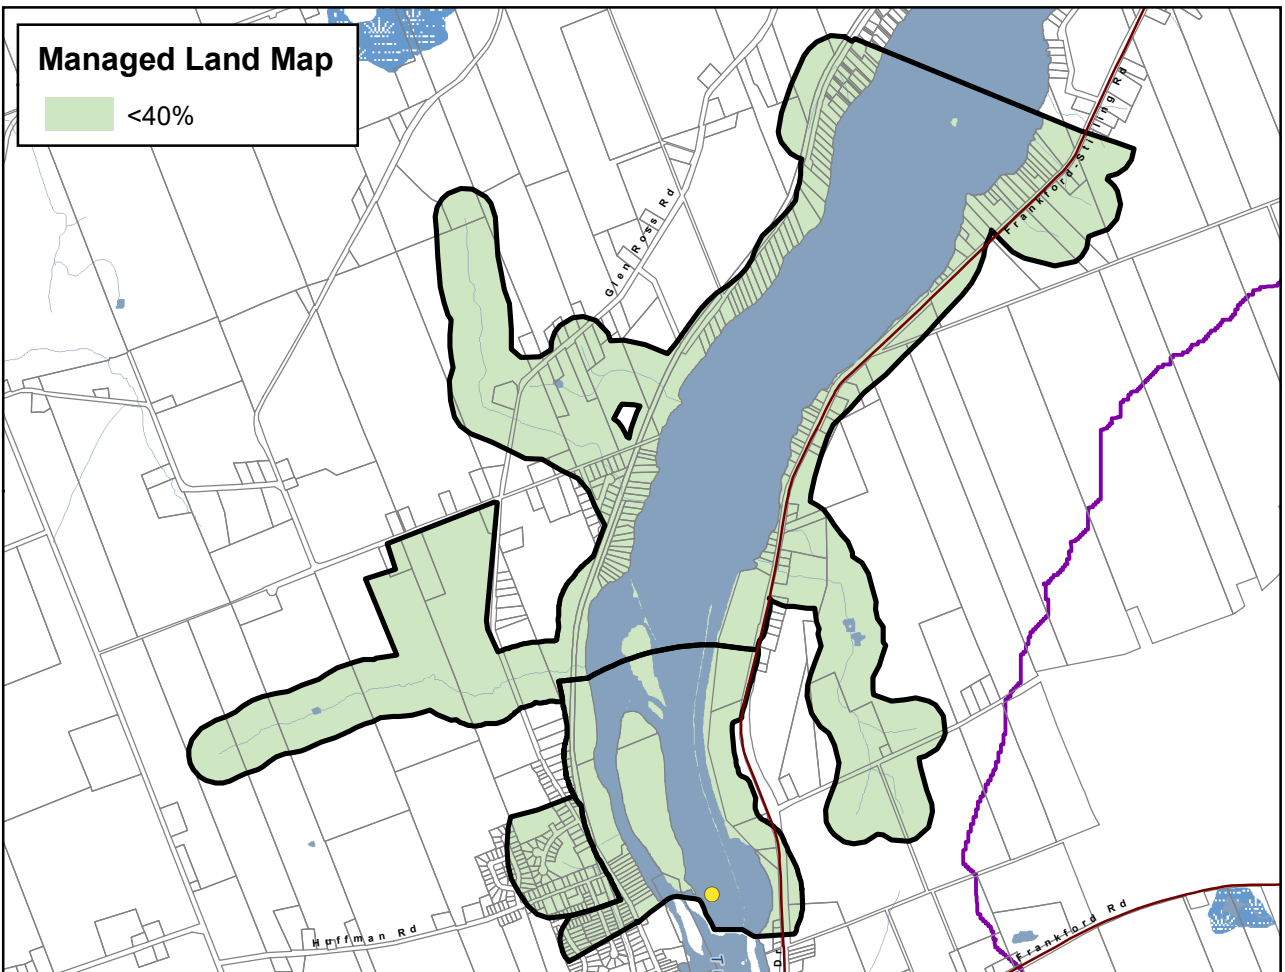 Managed Land Map
<40%
Glen Ross Rd
Frankford-Stirling Rd
Huffman Rd
Frankford Rd